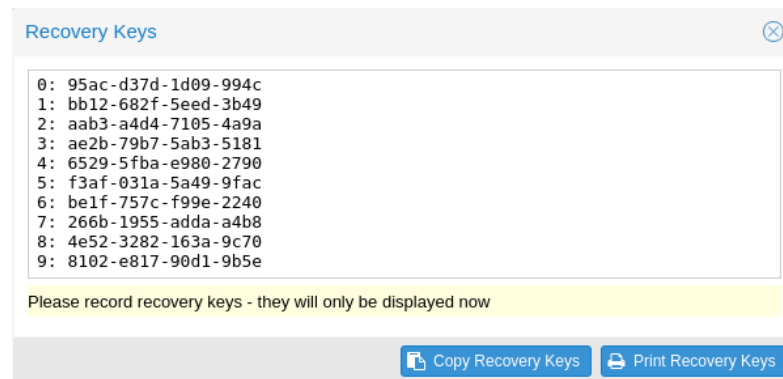 Recovery Keys
0: 95ac-d37d-1d09-994c
1: bb12-682f-5eed-3b49
2: aab3-a4d4-7105-4a9a
3: ae2b-79b7-5ab3-5181
4: 6529-5fba-e980-2790
5: f3af-031a-5a49-9fac
6: be1f-757c-f99e-2240
7: 266b-1955-adda-a4b8
8: 4e52-3282-163a-9c70
9: 8102-e817-90d1-9b5e
Please record recovery keys - they will only be displayed now
Copy Recovery Keys Print Recovery Keys